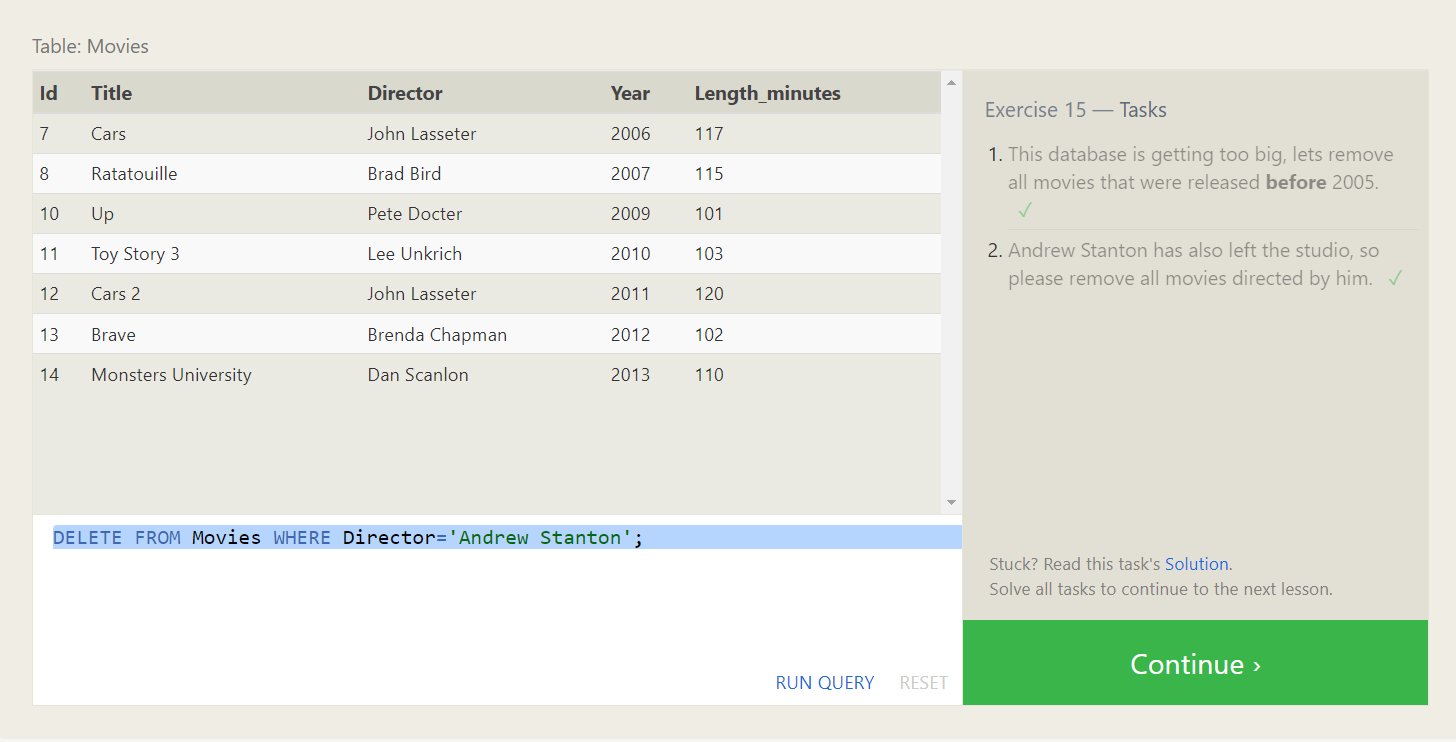 Table: Movies
Id Title Director Year Length_minutes
7 Cars John Lasseter 2006 117
8 Ratatouille Brad Bird 2007 115
10 Up Pete Docter 2009 101
11 Toy Story 3 Lee Unkrich 2010 103
12 Cars 2 John Lasseter 2011 120
13 Brave Brenda Chapman 2012 102
14 Monsters University Dan Scanlon 2013 110
DELETE FROM Movies WHERE Director='Andrew Stanton';
RUN QUERY RESET
Exercise 15 — Tasks
1. This database is getting too big, lets remove
all movies that were released before 2005.
✓
2. Andrew Stanton has also left the studio, so
please remove all movies directed by him. ✓
Stuck? Read this task's Solution.
Solve all tasks to continue to the next lesson.
Continue ›